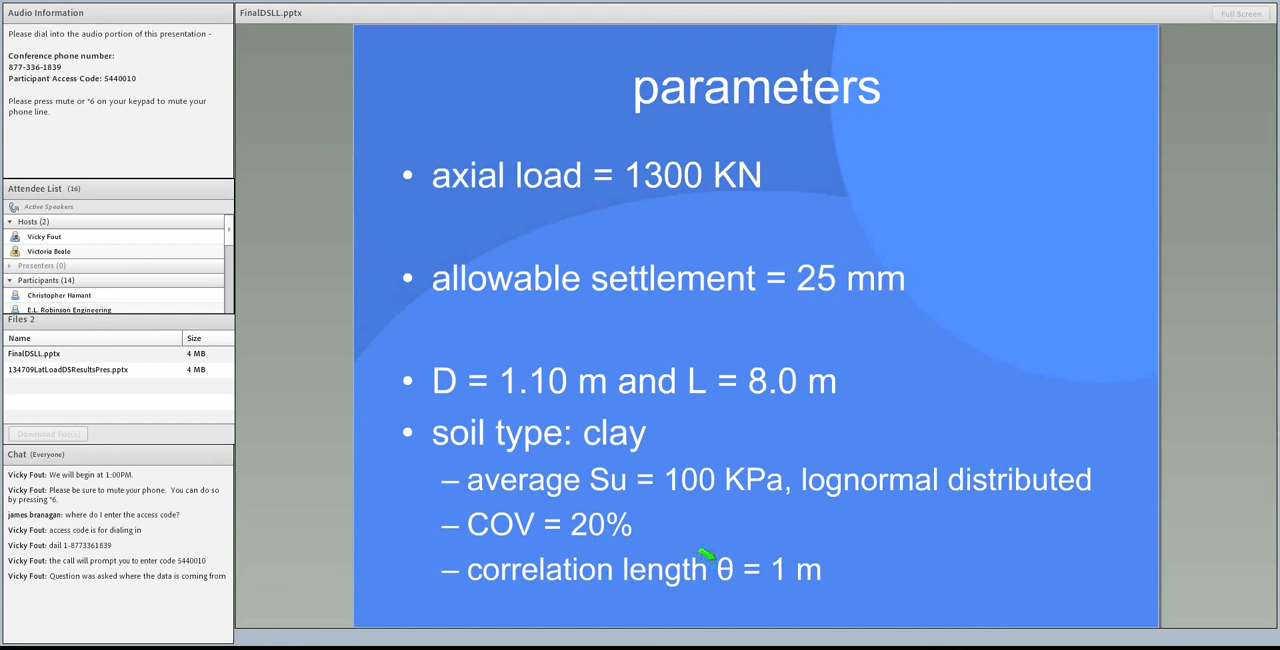 Audio Information
Please dial into the audio portion of this presentation -
Conference phone number:
877-336-1839
Participant Access Code: 5440010
Please press mute or *6 on your keypad to mute your
phone line.
Attendee List (16)
Active Speakers
Hosts (2)
Vicky Fout
Victoria Beale
Presenters (0)
Participants (14)
Christopher Hamant
E.L. Robinson Engineering
Files 2
Name Size
FinalDSLL.pptx 4 MB
134709LatLoadDSResultsPres.pptx 4 MB
Download File(s)
Chat (Everyone)
Vicky Fout: We will begin at 1:00PM.
Vicky Fout: Please be sure to mute your phone. You can do so
by pressing *6.
james branagan: where do I enter the access code?
Vicky Fout: access code is for dialing in
Vicky Fout: dail 1-8773361839
Vicky Fout: the call will prompt you to enter code 5440010
Vicky Fout: Question was asked where the data is coming from
FinalDSLL.pptx
Full Screen
parameters
• axial load = 1300 KN
• allowable settlement = 25 mm
• D = 1.10 m and L = 8.0 m
• soil type: clay
– average Su = 100 KPa, lognormal distributed
– COV = 20%
– correlation length θ = 1 m